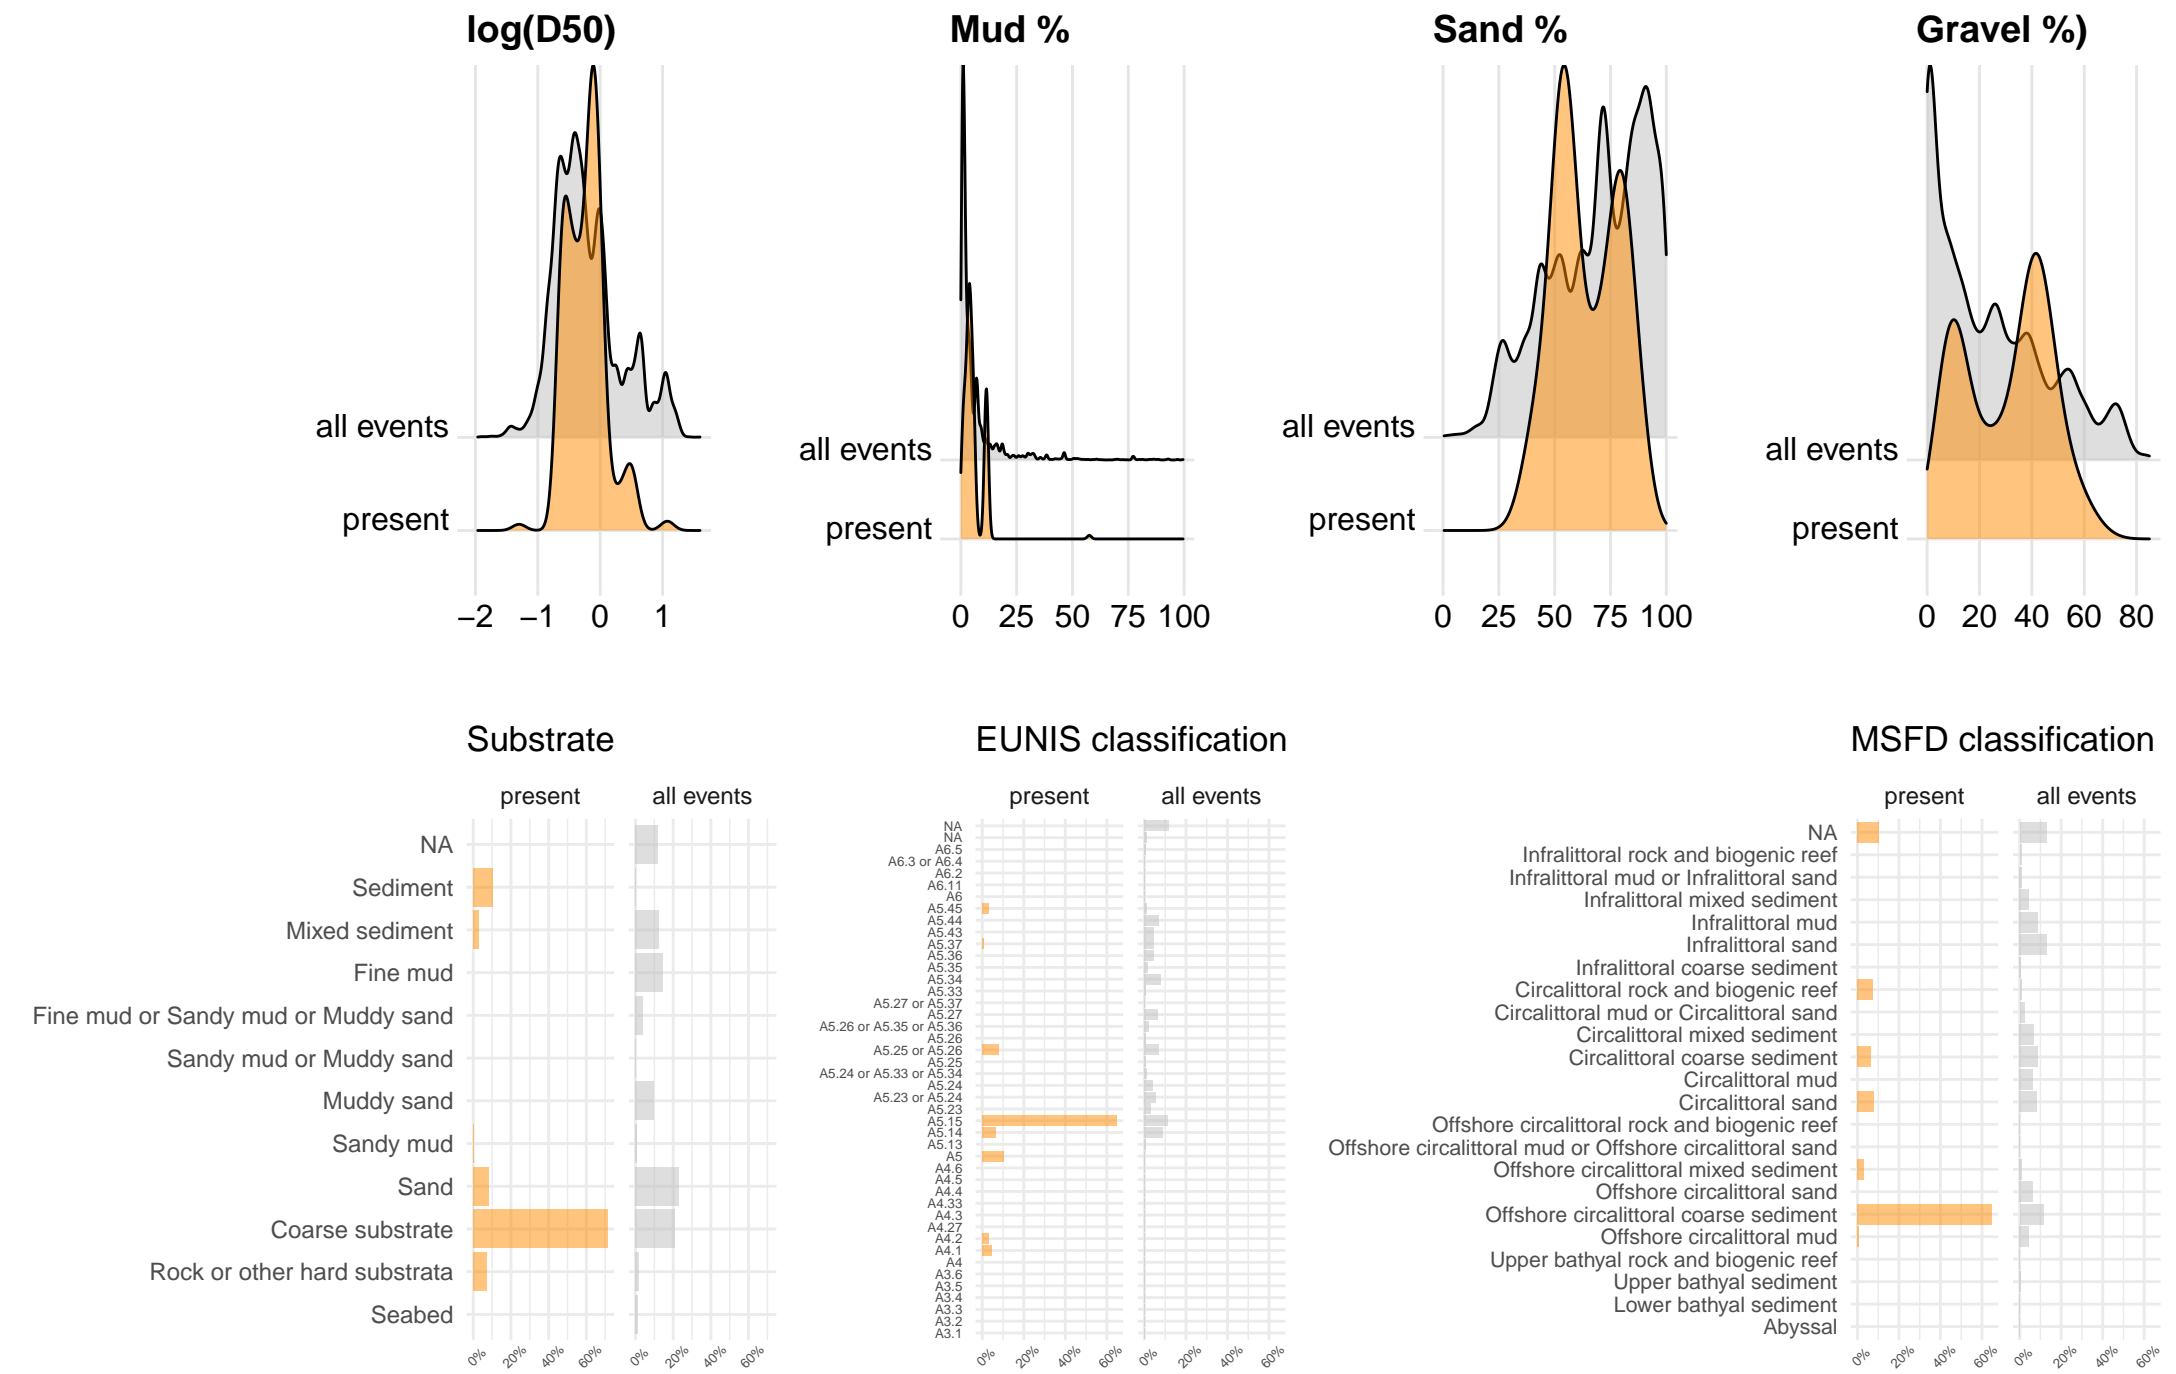 log(D50)
Mud %
Sand %
Gravel %)
all events
present
−2 −1 0 1
all events
present
0 25 50 75 100
all events
present
0 25 50 75 100
all events
present
0 20 40 60 80
Substrate
present all events
NA
Sediment
Mixed sediment
Fine mud
Fine mud or Sandy mud or Muddy sand
Sandy mud or Muddy sand
Muddy sand
Sandy mud
Sand
Coarse substrate
Rock or other hard substrata
Seabed
0% 20% 40% 60% 0% 20% 40% 60%
EUNIS classification
present all events
NA
NA
A6.5
A6.3 or A6.4
A6.2
A6.11
A6
A5.45
A5.44
A5.43
A5.37
A5.36
A5.35
A5.34
A5.33
A5.27 or A5.37
A5.27
A5.26 or A5.35 or A5.36
A5.26
A5.25 or A5.26
A5.25
A5.24 or A5.33 or A5.34
A5.24
A5.23 or A5.24
A5.23
A5.15
A5.14
A5.13
A5
A4.6
A4.5
A4.4
A4.33
A4.3
A4.27
A4.2
A4.1
A4
A3.6
A3.5
A3.4
A3.3
A3.2
A3.1
0% 20% 40% 60% 0% 20% 40% 60%
MSFD classification
present all events
NA
Infralittoral rock and biogenic reef
Infralittoral mud or Infralittoral sand
Infralittoral mixed sediment
Infralittoral mud
Infralittoral sand
Infralittoral coarse sediment
Circalittoral rock and biogenic reef
Circalittoral mud or Circalittoral sand
Circalittoral mixed sediment
Circalittoral coarse sediment
Circalittoral mud
Circalittoral sand
Offshore circalittoral rock and biogenic reef
Offshore circalittoral mud or Offshore circalittoral sand
Offshore circalittoral mixed sediment
Offshore circalittoral sand
Offshore circalittoral coarse sediment
Offshore circalittoral mud
Upper bathyal rock and biogenic reef
Upper bathyal sediment
Lower bathyal sediment
Abyssal
0% 20% 40% 60% 0% 20% 40% 60%